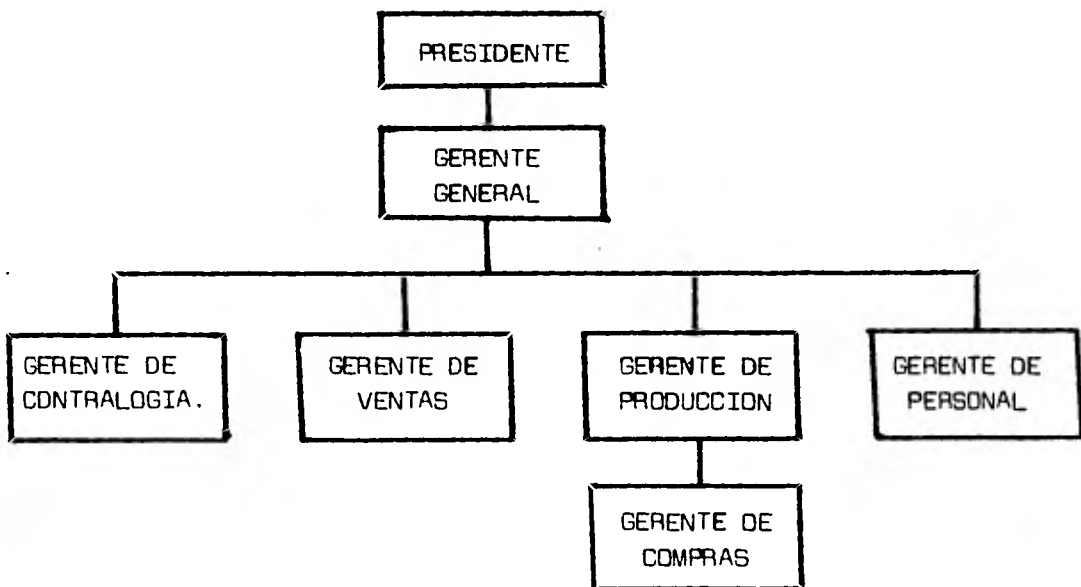 PRESIDENTE
GERENTE
GENERAL
GERENTE DE
CONTRALOGIA.
GERENTE DE
VENTAS
GERENTE DE
PRODUCCION
GERENTE DE
PERSONAL
GERENTE DE
COMPRAS